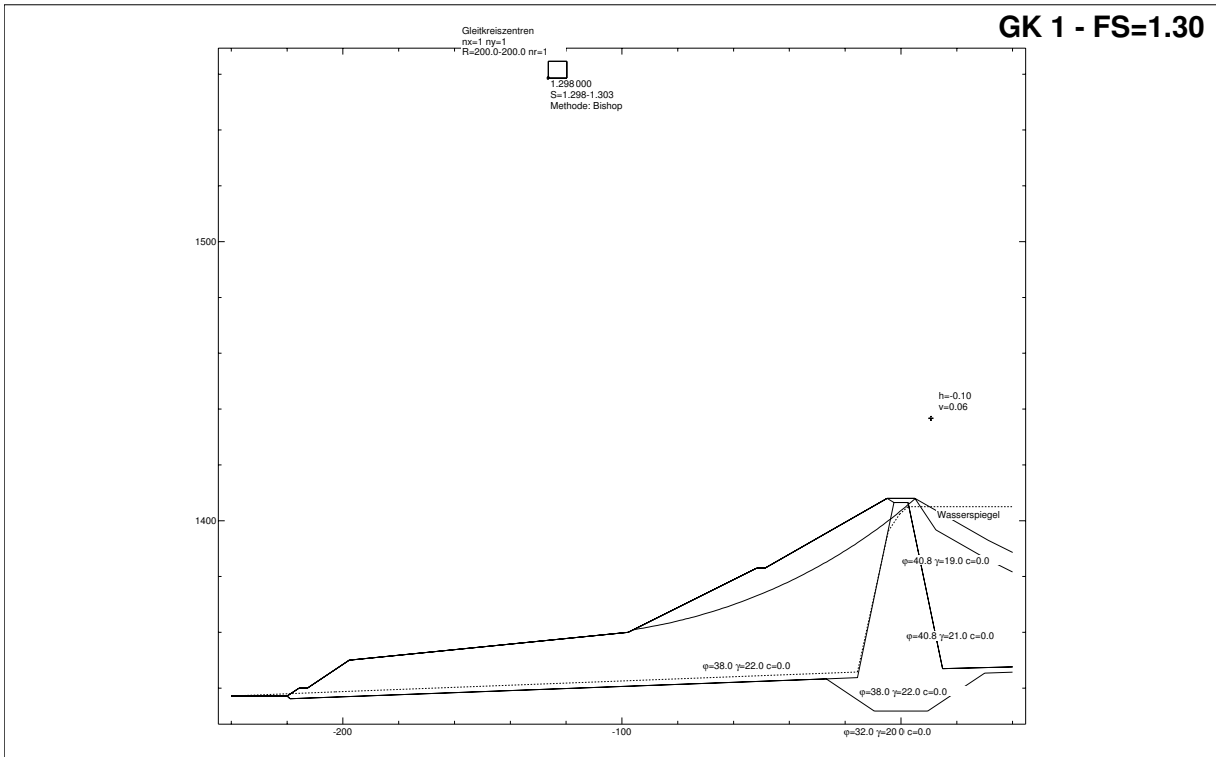 GK 1 - FS=1.30
Gleitkreiszentren
nx=1 ny=1
R=200.0-200.0 nr=1
1.298 000
S=1.298-1.303
Methode: Bishop
1500
h=-0.10
v=0.06
1400
Wasserspiegel
φ=40.8 γ=19.0 c=0.0
φ=40.8 γ=21.0 c=0.0
φ=38.0 γ=22.0 c=0.0
φ=38.0 γ=22.0 c=0.0
-200
-100
φ=32.0 γ=20 0 c=0.0